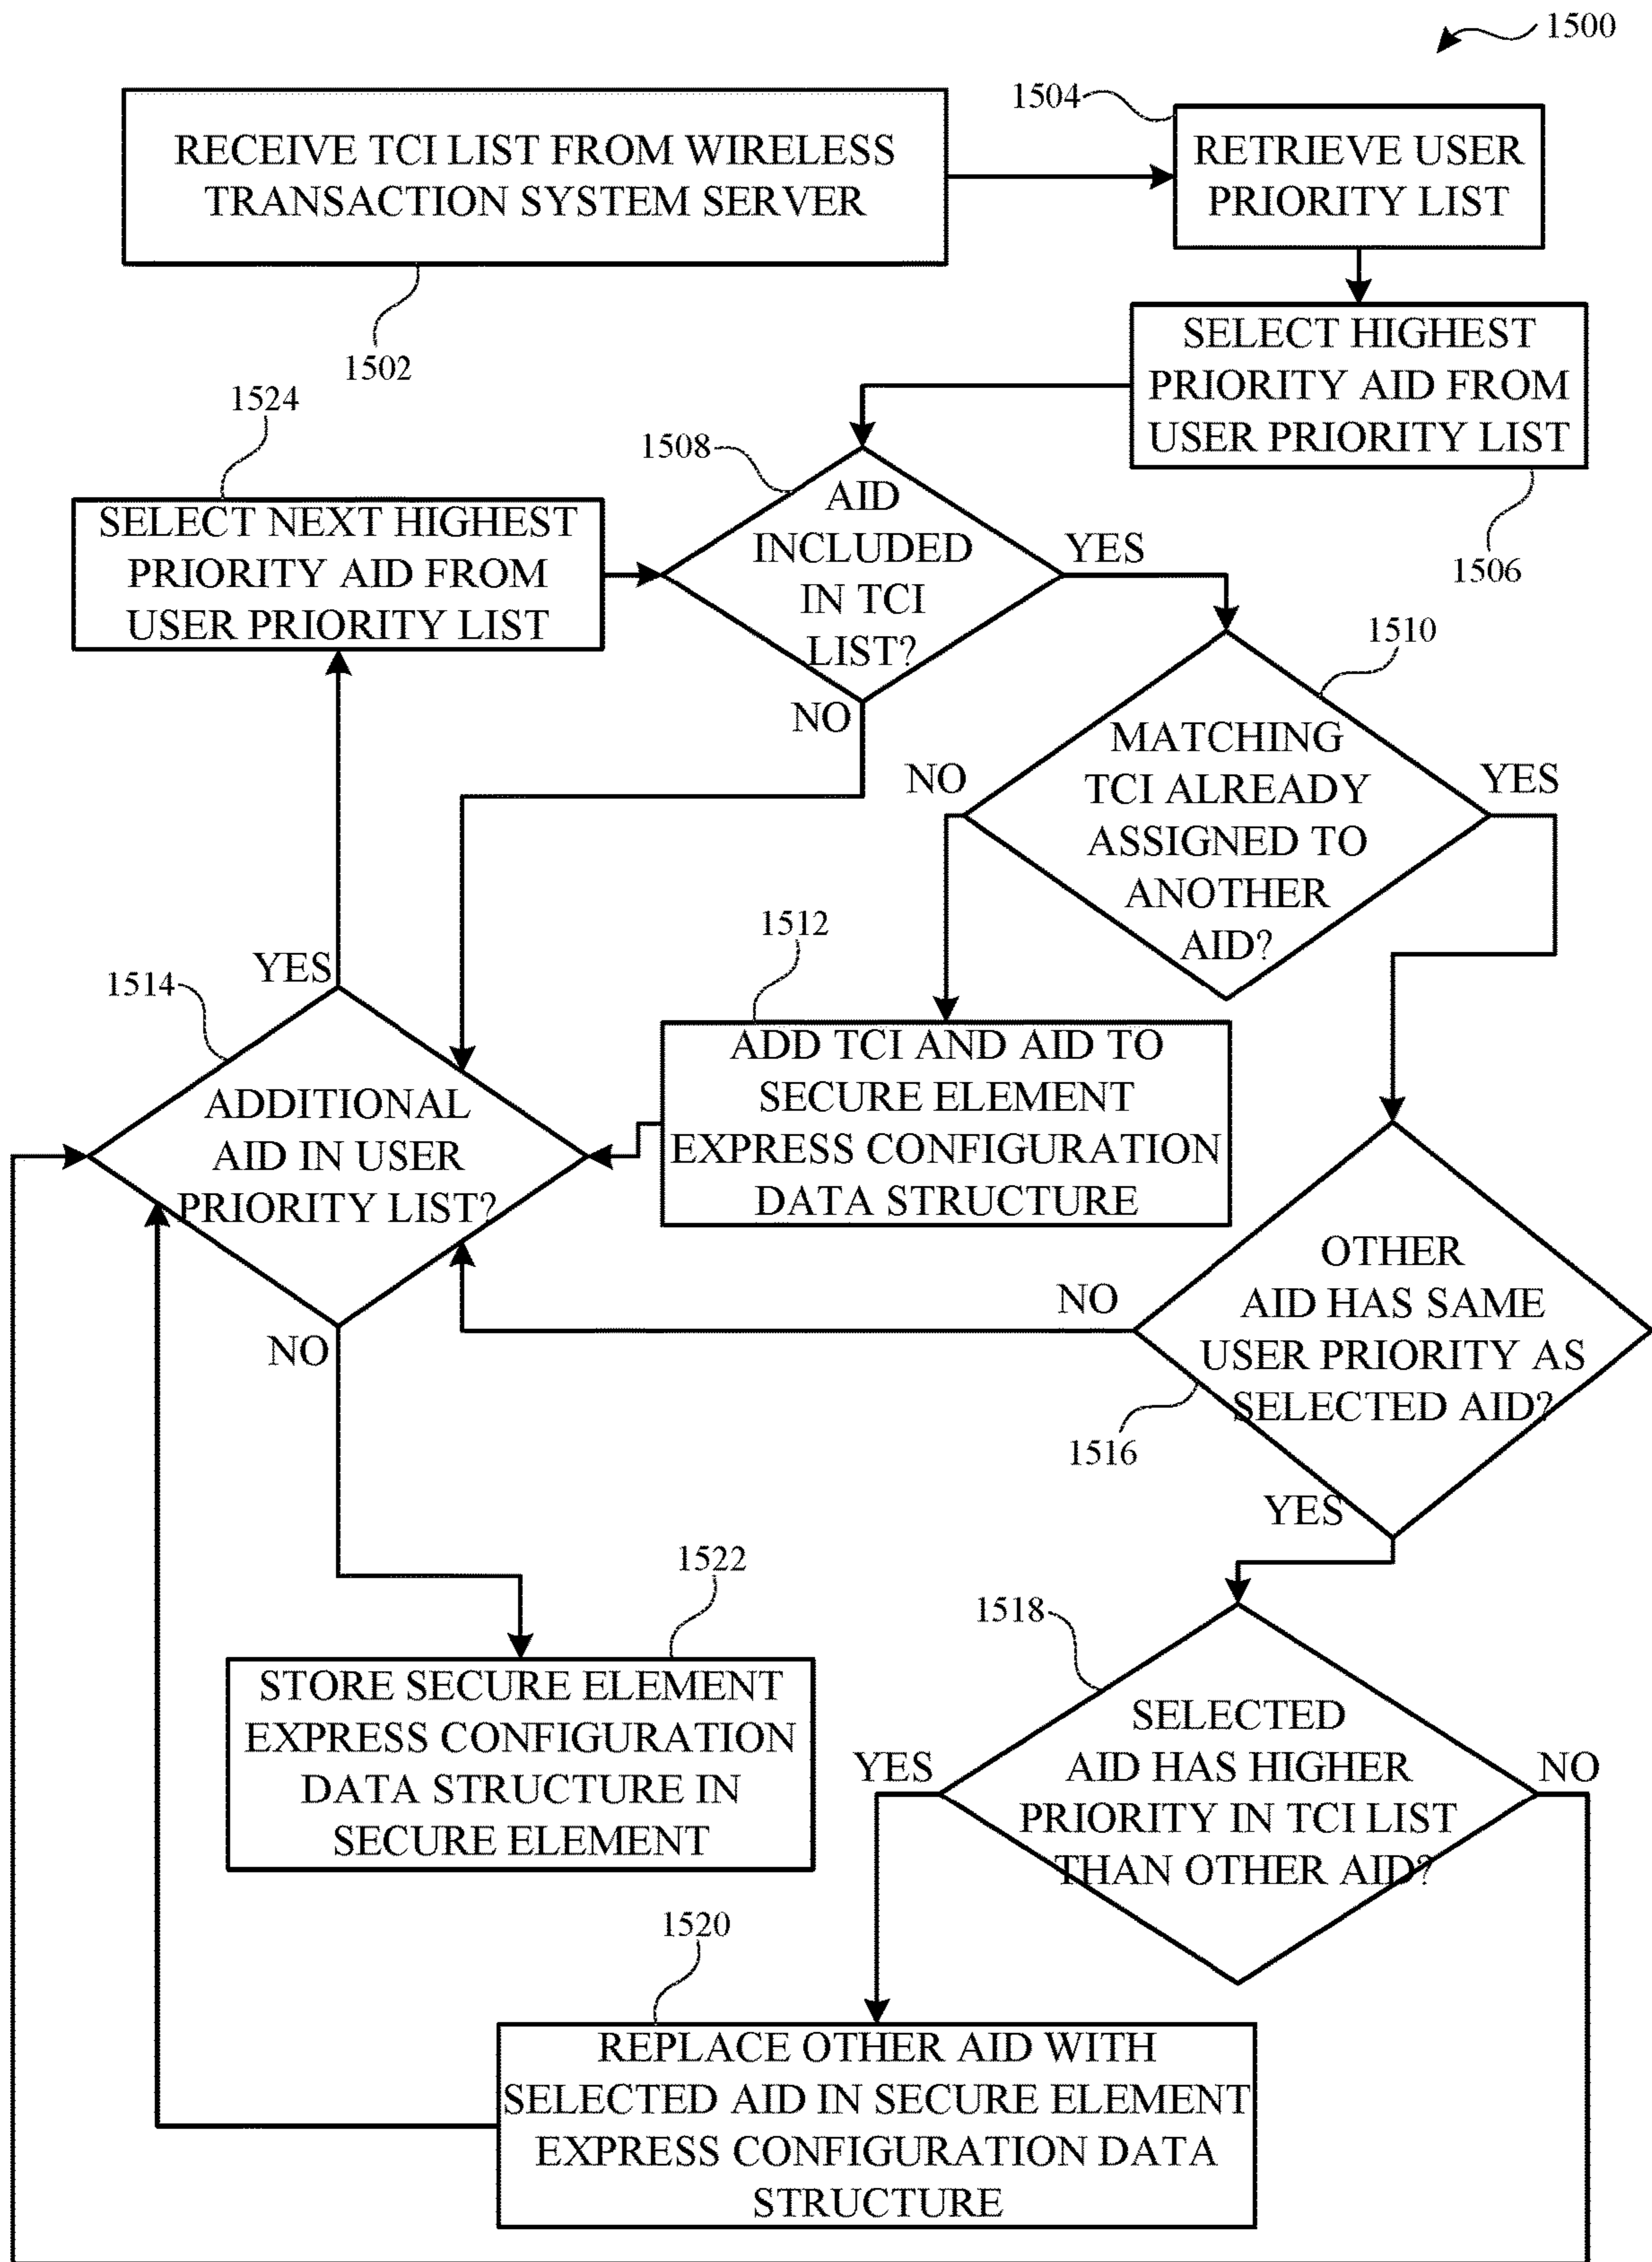 1500
RECEIVE TCI LIST FROM WIRELESS
TRANSACTION SYSTEM SERVER
1502
1504
RETRIEVE USER
PRIORITY LIST
SELECT HIGHEST
PRIORITY AID FROM
USER PRIORITY LIST
1506
1524
SELECT NEXT HIGHEST
PRIORITY AID FROM
USER PRIORITY LIST
1508
AID
INCLUDED
IN TCI
LIST?
YES
NO
1510
MATCHING
TCI ALREADY
ASSIGNED TO
ANOTHER
AID?
NO
YES
1512
ADD TCI AND AID TO
SECURE ELEMENT
EXPRESS CONFIGURATION
DATA STRUCTURE
1514
YES
ADDITIONAL
AID IN USER
PRIORITY LIST?
NO
OTHER
AID HAS SAME
USER PRIORITY AS
SELECTED AID?
NO
1516
YES
1522
STORE SECURE ELEMENT
EXPRESS CONFIGURATION
DATA STRUCTURE IN
SECURE ELEMENT
1518
SELECTED
AID HAS HIGHER
PRIORITY IN TCI LIST
THAN OTHER AID?
YES
NO
1520
REPLACE OTHER AID WITH
SELECTED AID IN SECURE ELEMENT
EXPRESS CONFIGURATION DATA
STRUCTURE